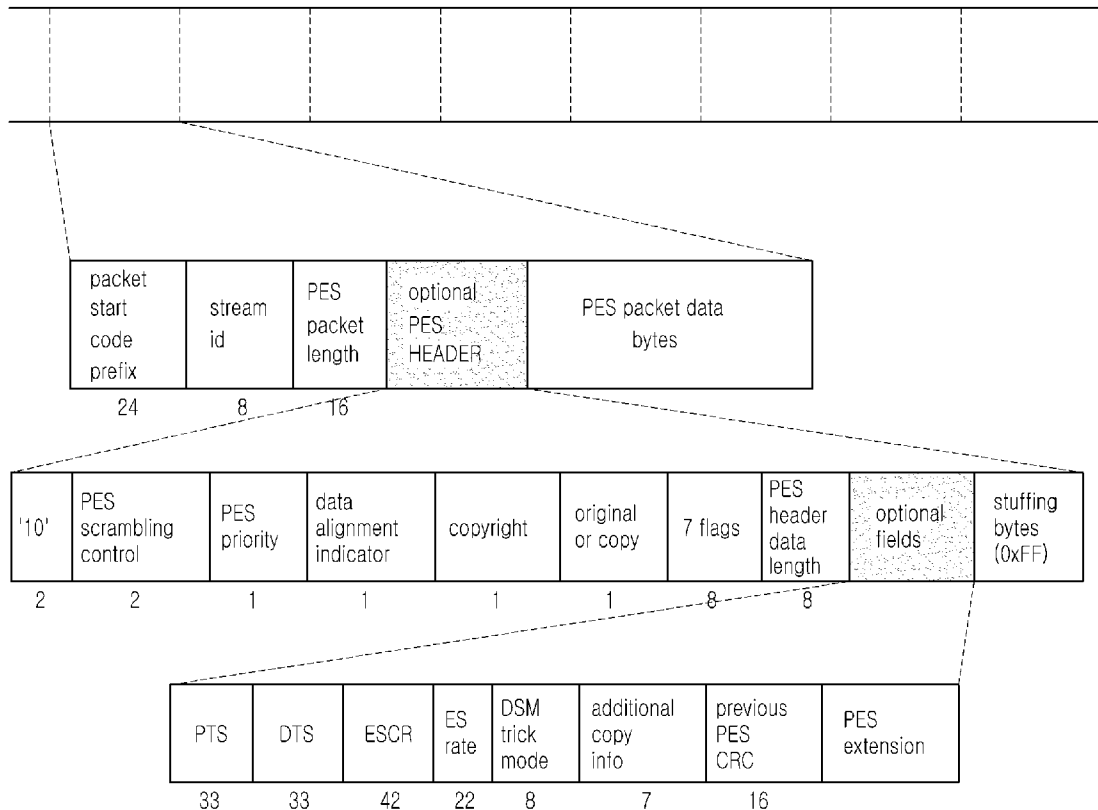 packet
start
code
prefix
stream
id
PES
packet
length
optional
PES
HEADER
PES packet data
bytes
24
8
16
'10'
PES
scrambling
control
PES
priority
data
alignment
indicator
copyright
original
or copy
7 flags
PES
header
data
length
optional
fields
stuffing
bytes
(0xFF)
2
2
1
1
1
1
8
8
PTS
DTS
ESCR
ES
rate
DSM
trick
mode
additional
copy
info
previous
PES
CRC
PES
extension
33
33
42
22
8
7
16